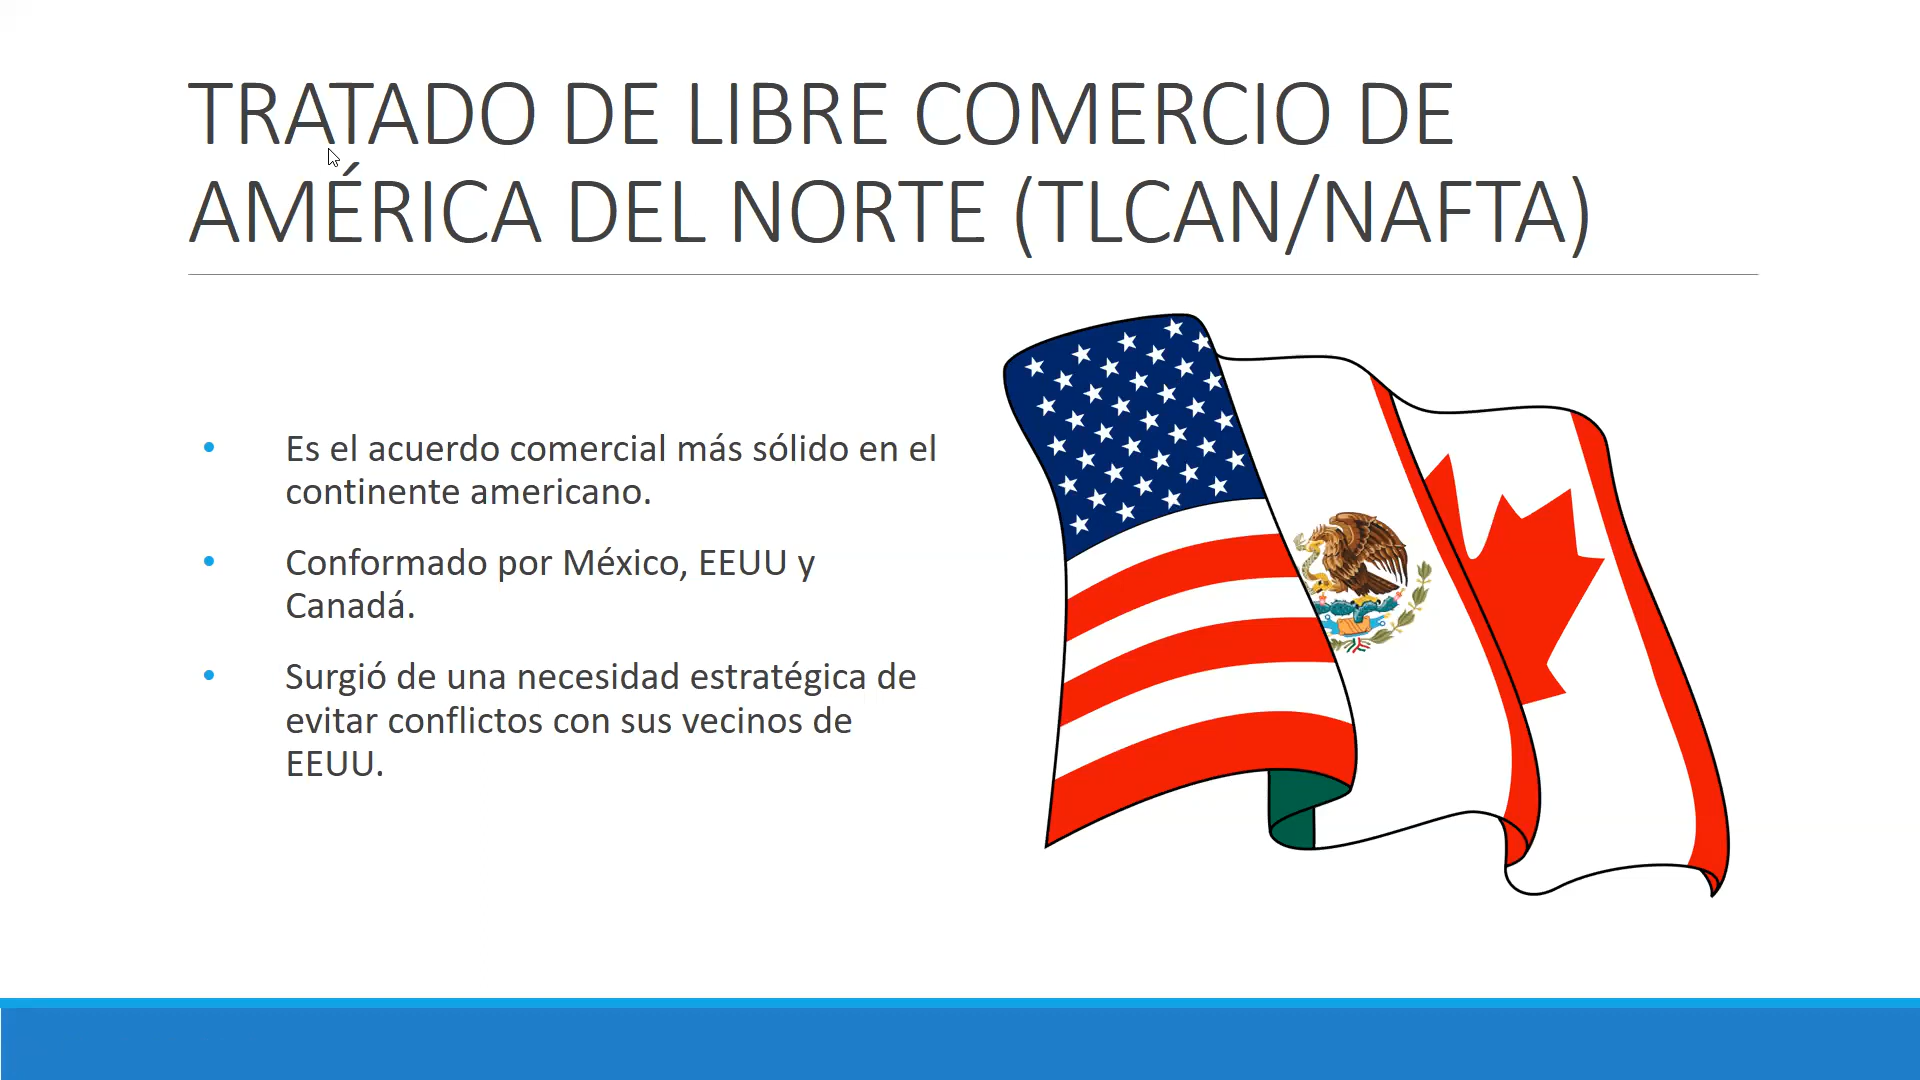 TRATADO DE LIBRE COMERCIO DE
AMÉRICA DEL NORTE (TLCAN/NAFTA)
• Es el acuerdo comercial más sólido en el
continente americano.
• Conformado por México, EEUU y
Canadá.
• Surgió de una necesidad estratégica de
evitar conflictos con sus vecinos de
EEUU.